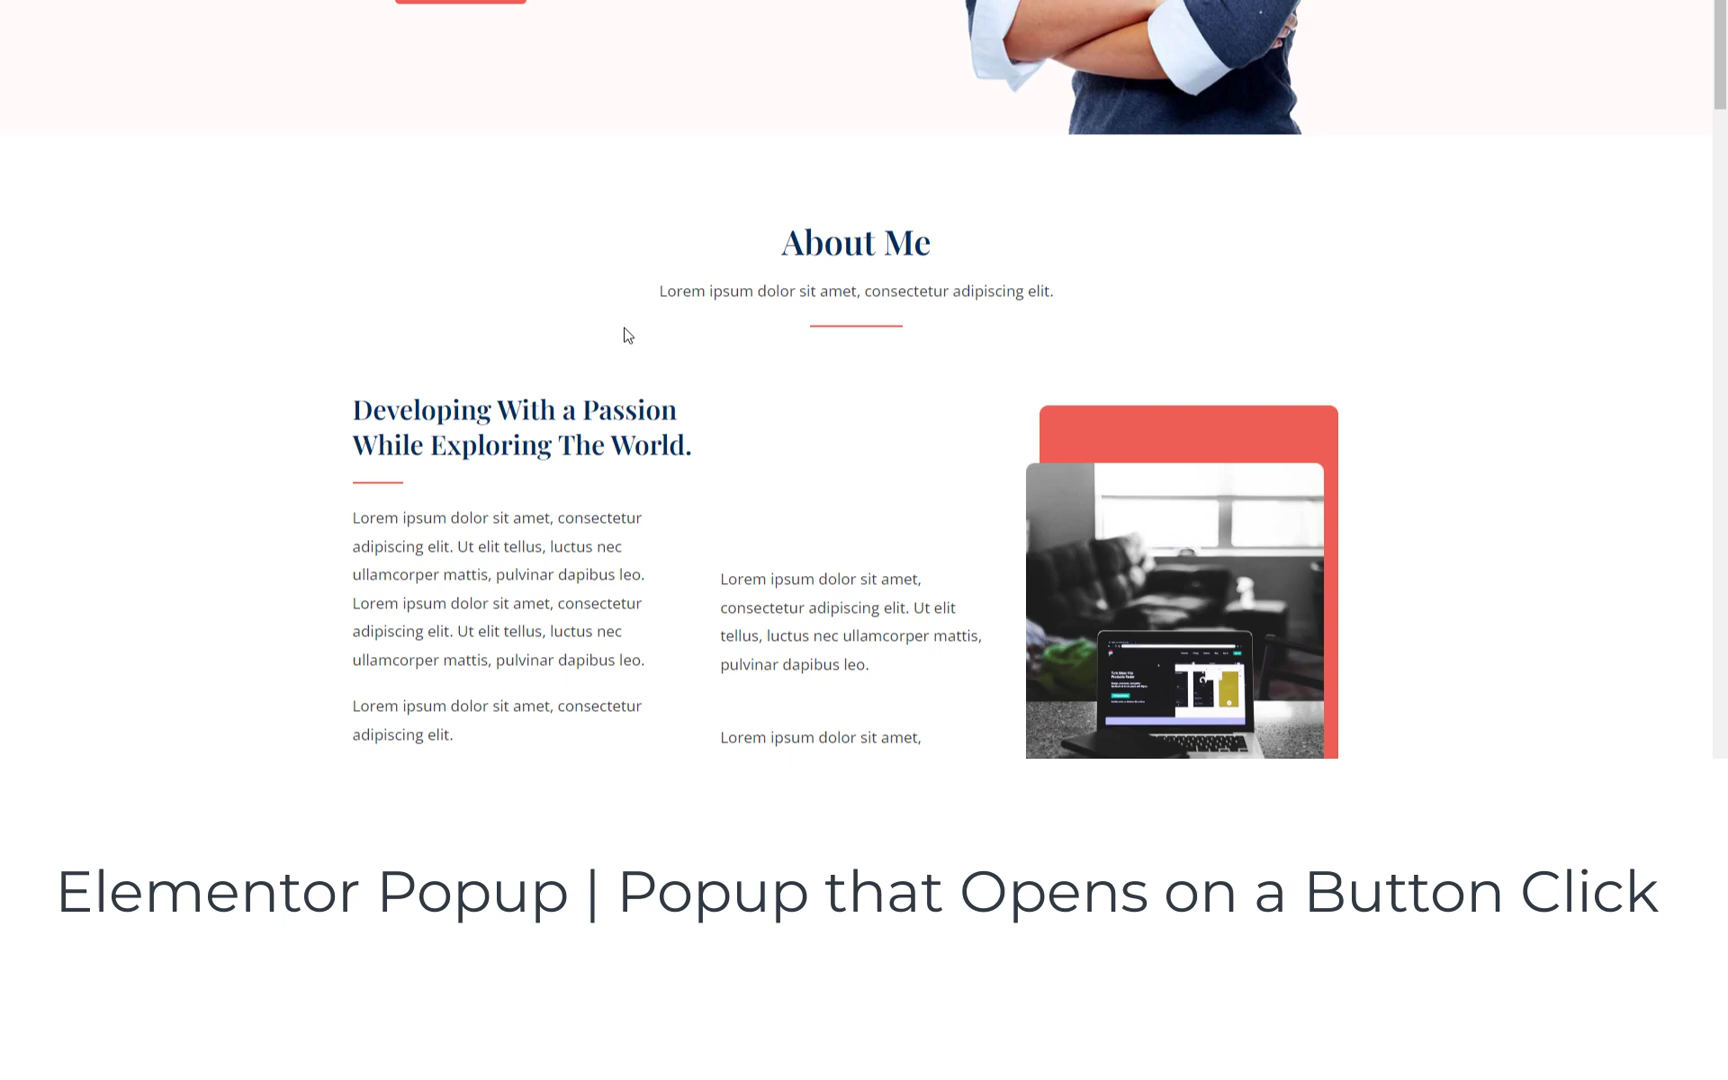 About Me
Lorem ipsum dolor sit amet, consectetur adipiscing elit.
Developing With a Passion
While Exploring The World.
Lorem ipsum dolor sit amet, consectetur
adipiscing elit. Ut elit tellus, luctus nec
ullamcorper mattis, pulvinar dapibus leo.
Lorem ipsum dolor sit amet, consectetur
adipiscing elit. Ut elit tellus, luctus nec
ullamcorper mattis, pulvinar dapibus leo.
Lorem ipsum dolor sit amet, consectetur
adipiscing elit.
Lorem ipsum dolor sit amet,
consectetur adipiscing elit. Ut elit
tellus, luctus nec ullamcorper mattis,
pulvinar dapibus leo.
Lorem ipsum dolor sit amet,
Elementor Popup | Popup that Opens on a Button Click